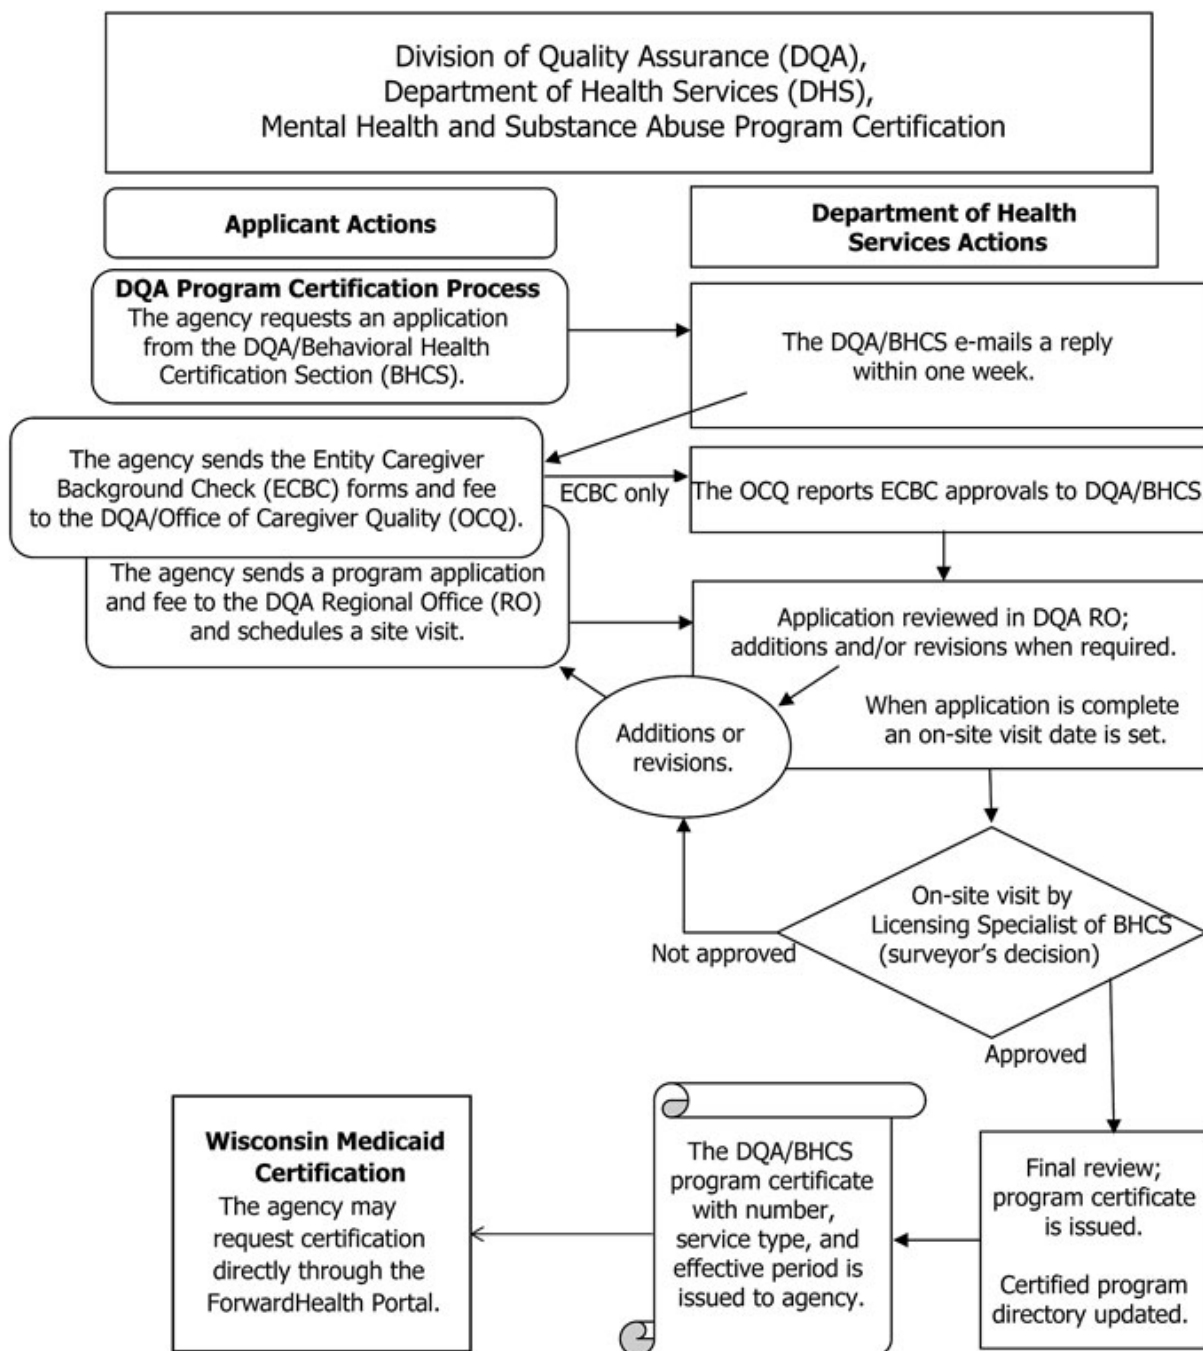 Division of Quality Assurance (DQA),
Department of Health Services (DHS),
Mental Health and Substance Abuse Program Certification
Applicant Actions
Department of Health
Services Actions
DQA Program Certification Process
The agency requests an application
from the DQA/Behavioral Health
Certification Section (BHCS).
The DQA/BHCS e-mails a reply
within one week.
The agency sends the Entity Caregiver
Background Check (ECBC) forms and fee
to the DQA/Office of Caregiver Quality (OCQ).
ECBC only
The OCQ reports ECBC approvals to DQA/BHCS
The agency sends a program application
and fee to the DQA Regional Office (RO)
and schedules a site visit.
Application reviewed in DQA RO;
additions and/or revisions when required.
When application is complete
an on-site visit date is set.
Additions or
revisions.
On-site visit by
Licensing Specialist of BHCS
(surveyor's decision)
Not approved
Approved
Final review;
program certificate
is issued.
Certified program
directory updated.
The DQA/BHCS
program certificate
with number,
service type, and
effective period is
issued to agency.
Wisconsin Medicaid
Certification
The agency may
request certification
directly through the
ForwardHealth Portal.